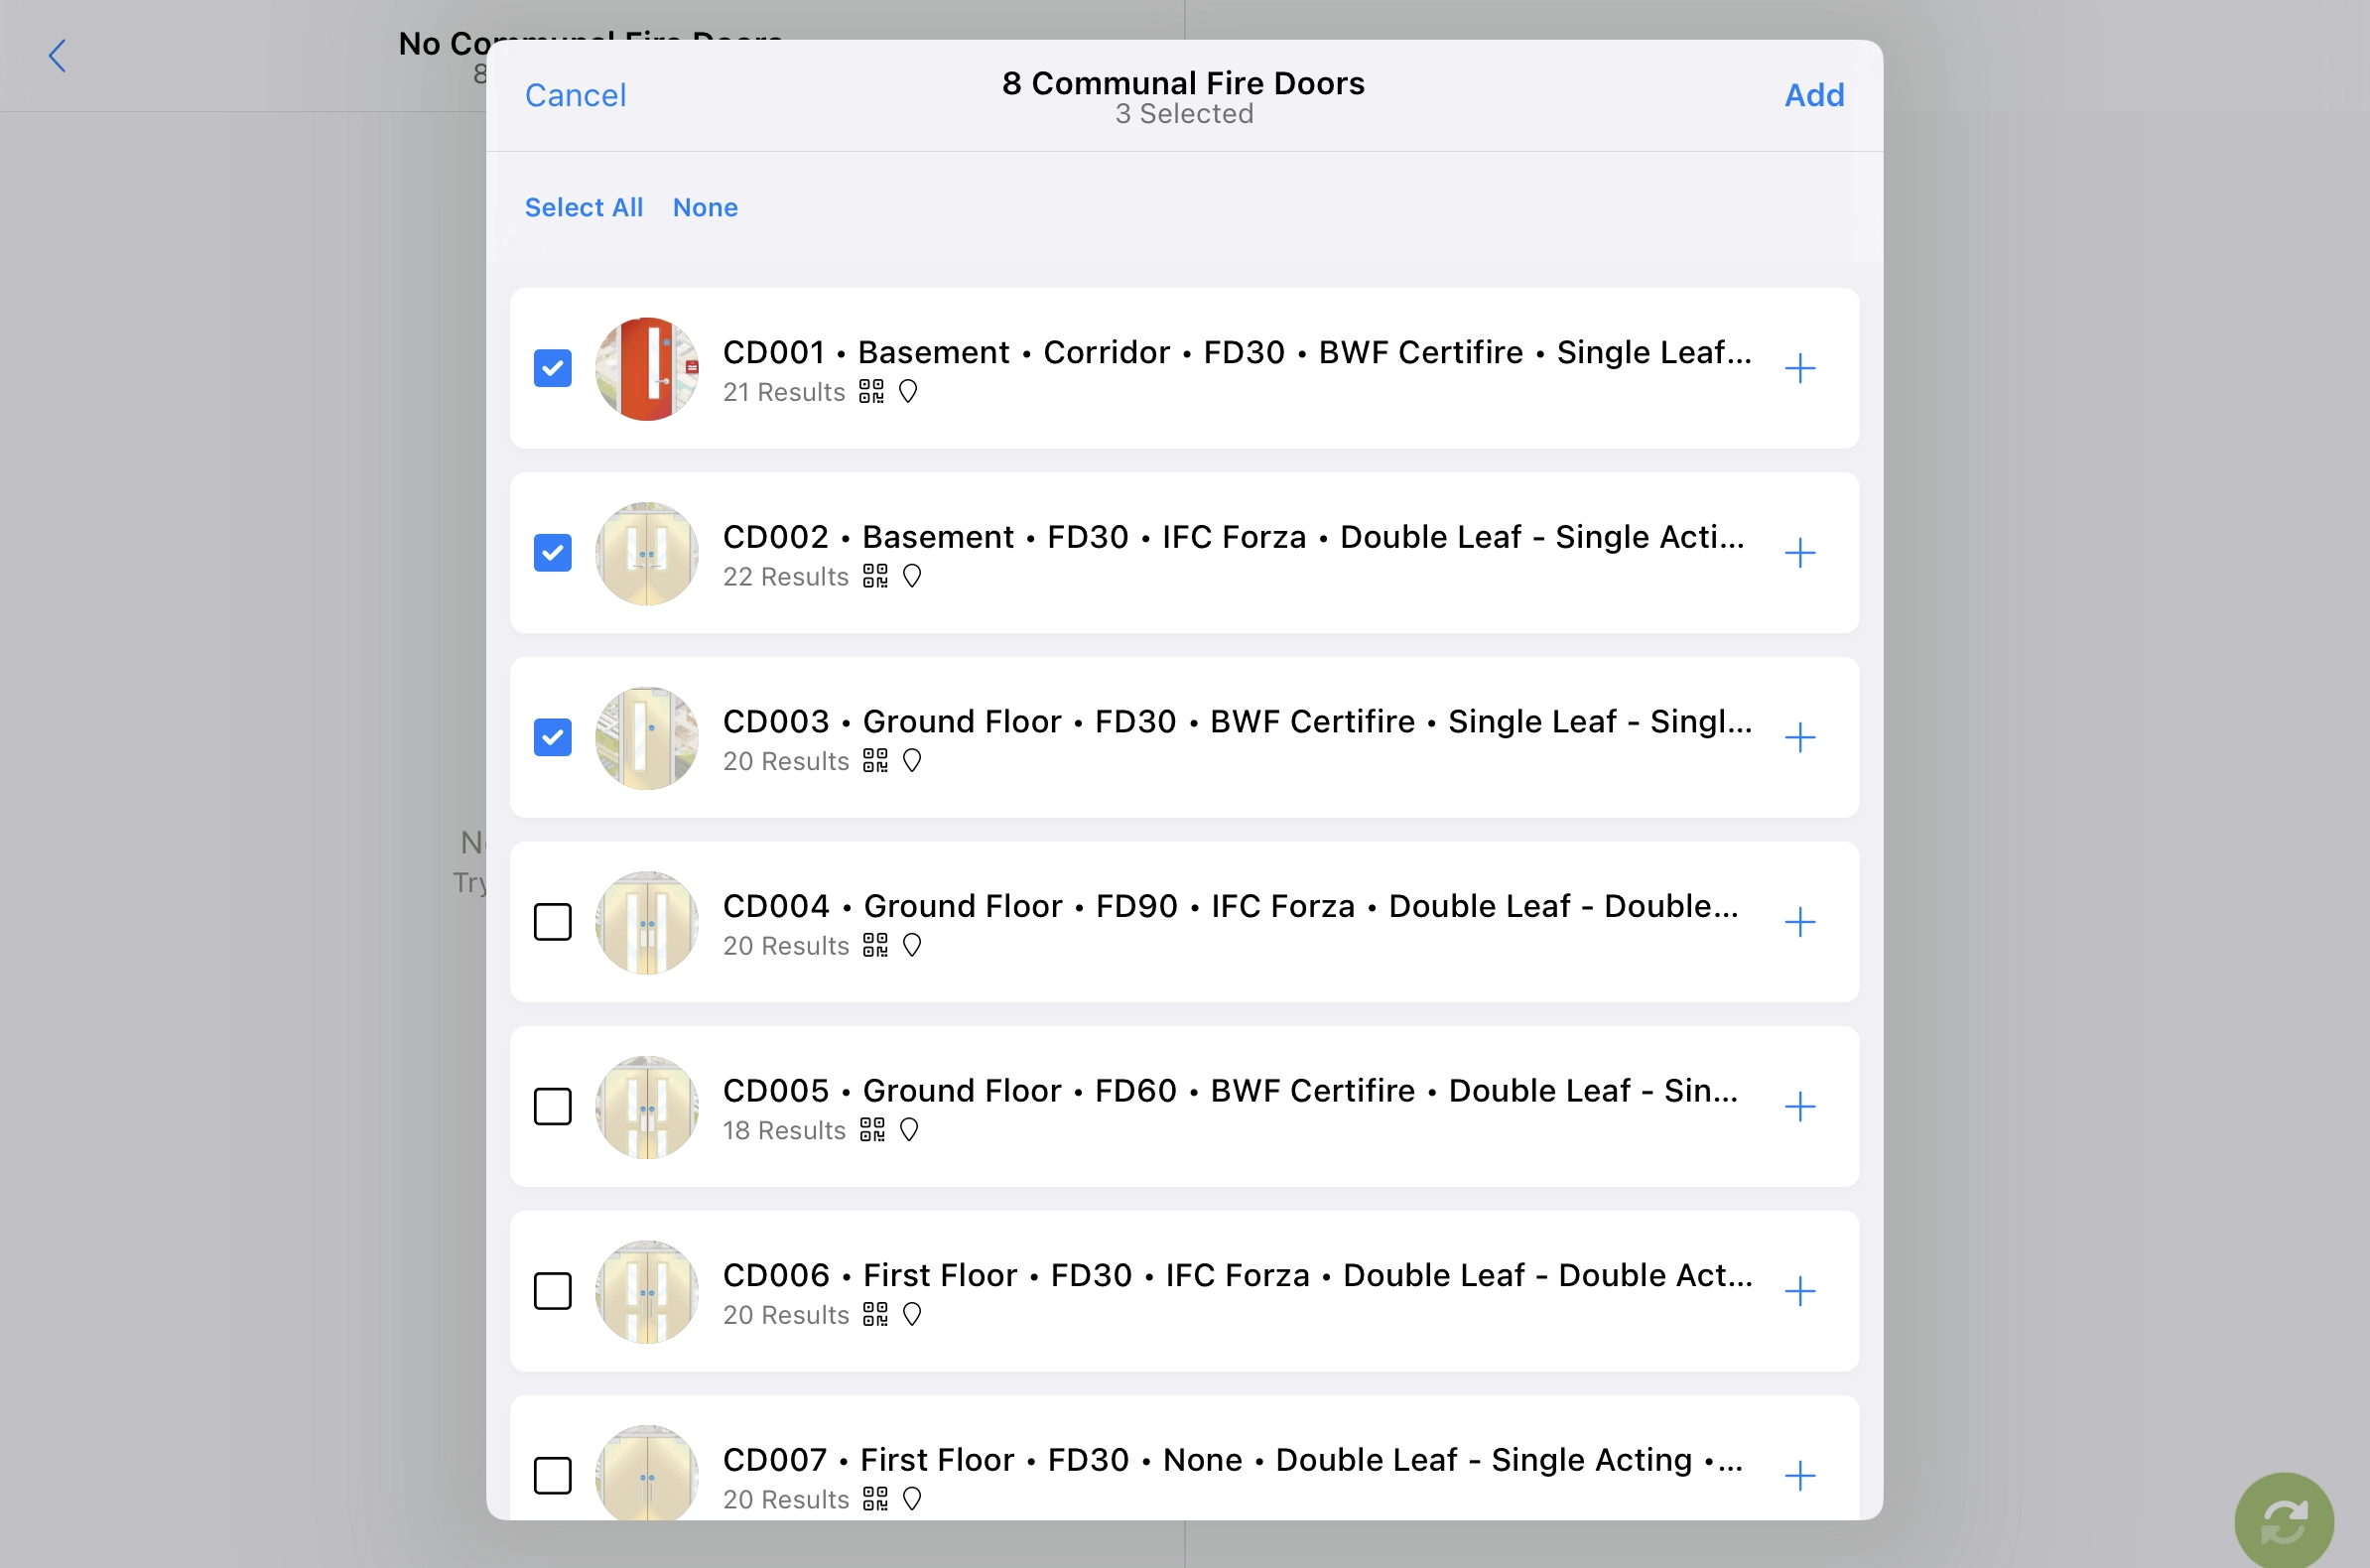 No Communal Fire Doors
8
Cancel
8 Communal Fire Doors
3 Selected
Add
Select All None
CD001 • Basement • Corridor • FD30 • BWF Certifire • Single Leaf...
21 Results
CD002 • Basement • FD30 • IFC Forza • Double Leaf - Single Acti...
22 Results
CD003 • Ground Floor • FD30 • BWF Certifire • Single Leaf - Singl...
20 Results
CD004 • Ground Floor • FD90 • IFC Forza • Double Leaf - Double...
20 Results
Try
CD005 • Ground Floor • FD60 • BWF Certifire • Double Leaf - Sin...
18 Results
CD006 • First Floor • FD30 • IFC Forza • Double Leaf - Double Act...
20 Results
CD007 • First Floor • FD30 • None • Double Leaf - Single Acting •...
20 Results